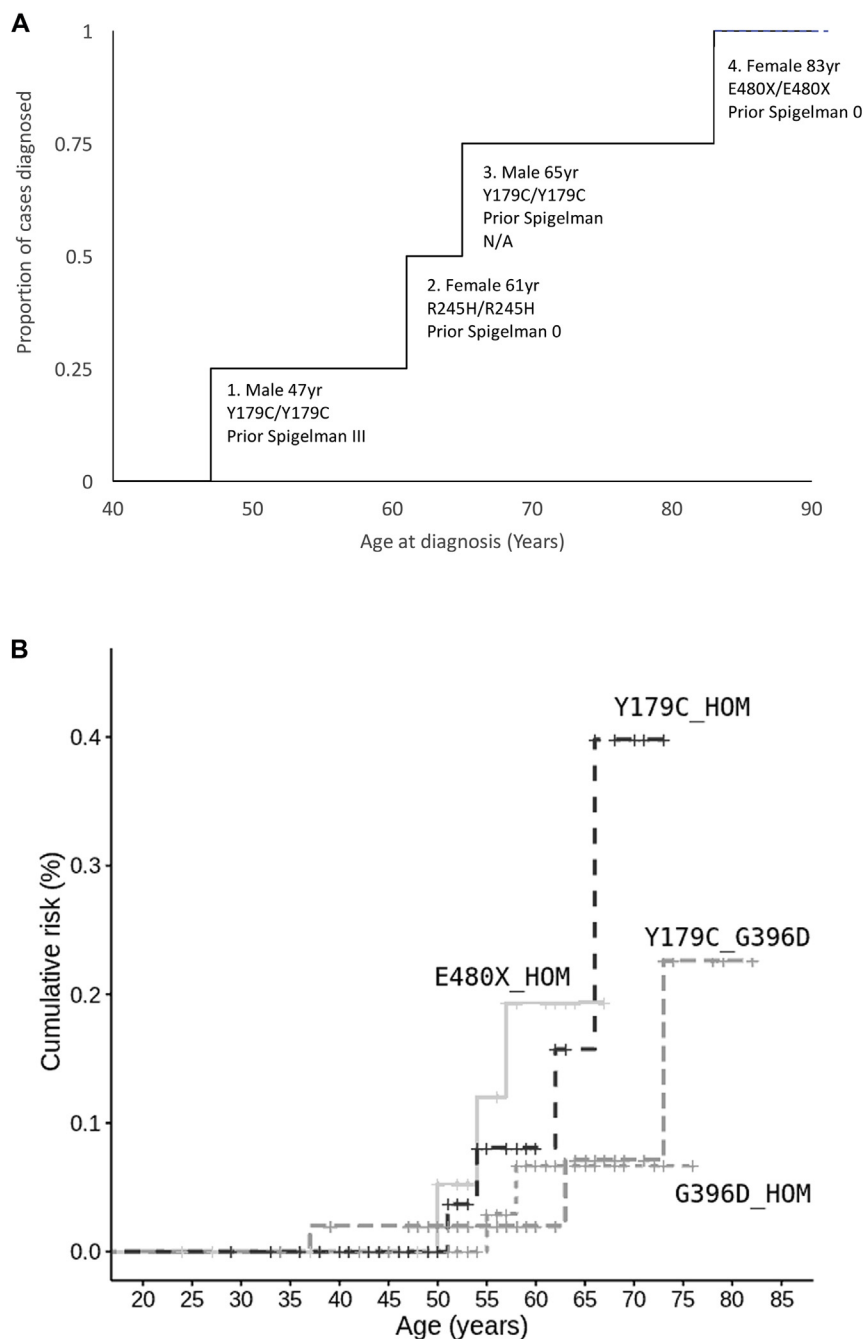 A
1
0.75
0.5
0.25
0
Proportion of cases diagnosed
4. Female 83yr
E480X/E480X
Prior Spigelman 0
3. Male 65yr
Y179C/Y179C
Prior Spigelman
N/A
2. Female 61yr
R245H/R245H
Prior Spigelman 0
1. Male 47yr
Y179C/Y179C
Prior Spigelman III
40 50 60 70 80 90
Age at diagnosis (Years)
B
Cumulative risk (%)
0.4
0.3
0.2
0.1
0.0
Y179C_HOM
Y179C_G396D
E480X_HOM
G396D_HOM
20 25 30 35 40 45 50 55 60 65 70 75 80 85
Age (years)